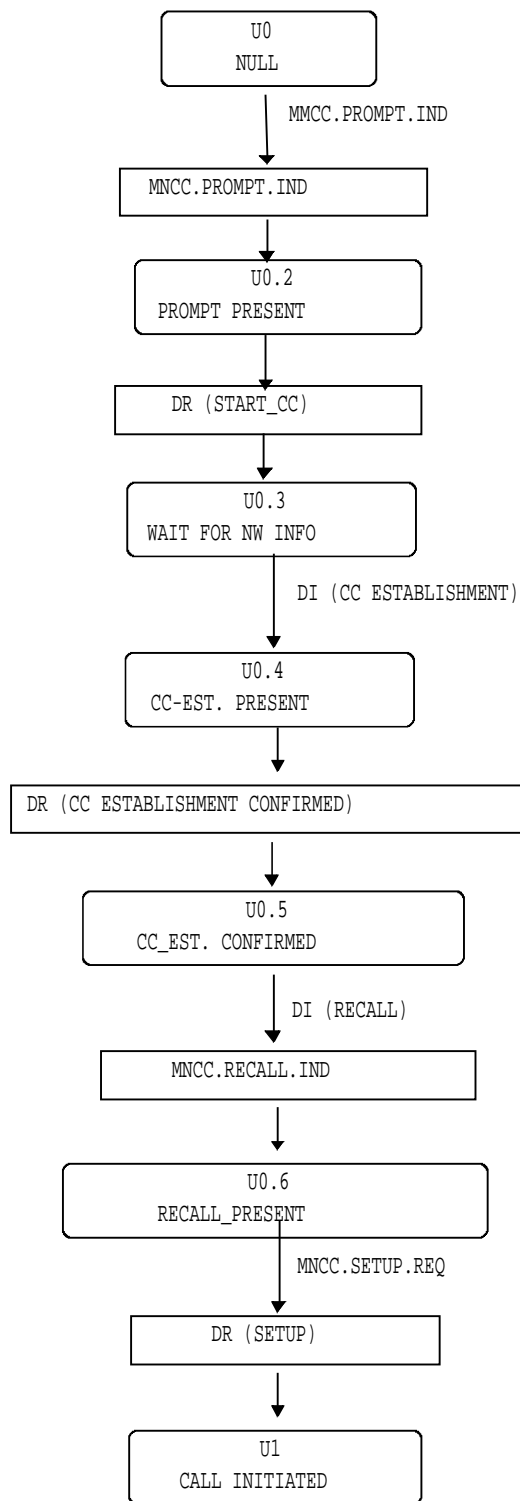 U0
NULL
MMCC.PROMPT.IND
MNCC.PROMPT.IND
U0.2
PROMPT PRESENT
DR (START_CC)
U0.3
WAIT FOR NW INFO
DI (CC ESTABLISHMENT)
U0.4
CC-EST. PRESENT
DR (CC ESTABLISHMENT CONFIRMED)
U0.5
CC_EST. CONFIRMED
DI (RECALL)
MNCC.RECALL.IND
U0.6
RECALL_PRESENT
MNCC.SETUP.REQ
DR (SETUP)
U1
CALL INITIATED